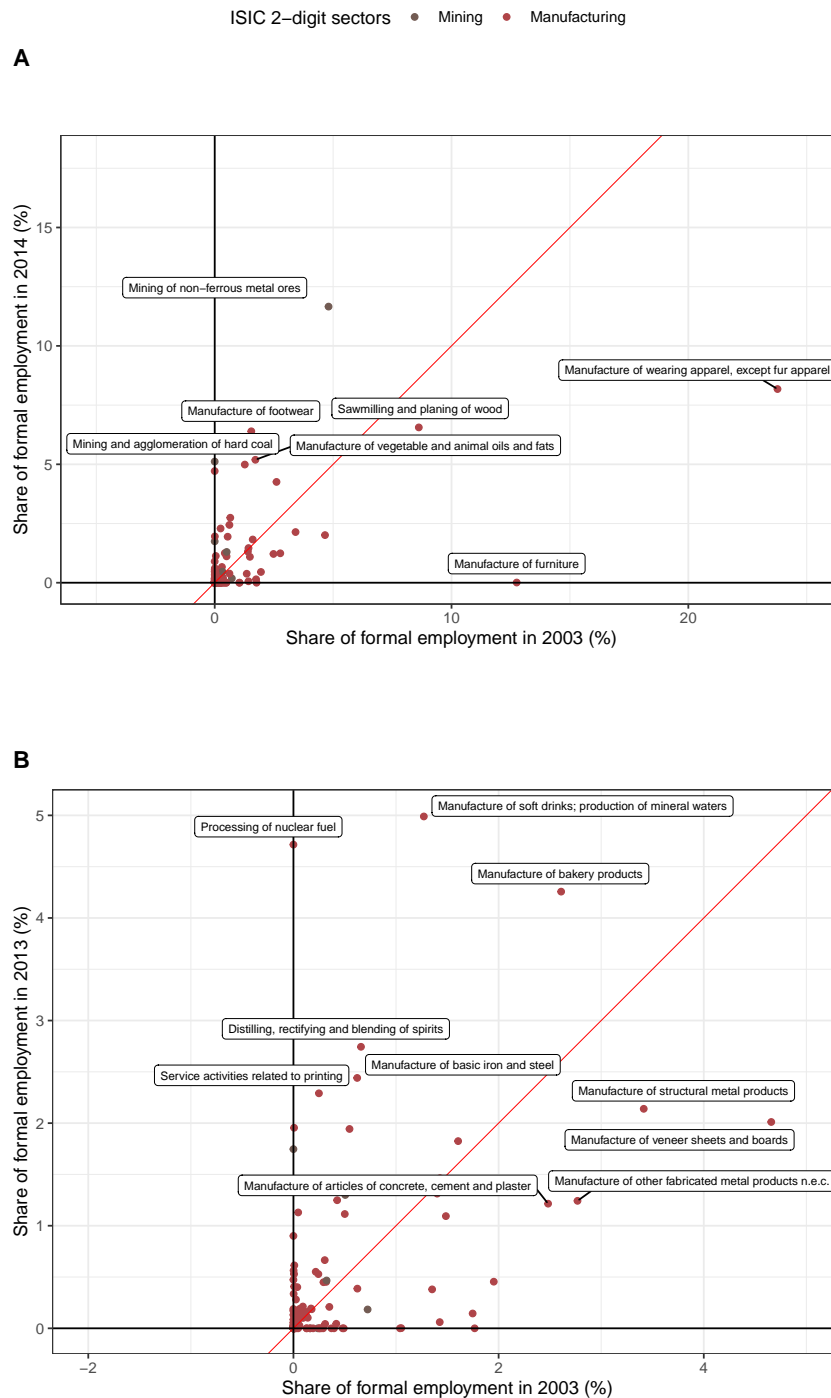 ISIC 2−digit sectors Mining Manufacturing
A
Share of formal employment in 2014 (%)
15
10
5
0
Mining of non−ferrous metal ores
Manufacture of wearing apparel, except fur apparel
Manufacture of footwear
Sawmilling and planing of wood
Mining and agglomeration of hard coal
Manufacture of vegetable and animal oils and fats
Manufacture of furniture
0 10 20
Share of formal employment in 2003 (%)
B
Share of formal employment in 2013 (%)
5
4
3
2
1
0
Manufacture of soft drinks; production of mineral waters
Processing of nuclear fuel
Manufacture of bakery products
Distilling, rectifying and blending of spirits
Manufacture of basic iron and steel
Service activities related to printing
Manufacture of structural metal products
Manufacture of veneer sheets and boards
Manufacture of articles of concrete, cement and plaster
Manufacture of other fabricated metal products n.e.c.
−2 0 2 4
Share of formal employment in 2003 (%)